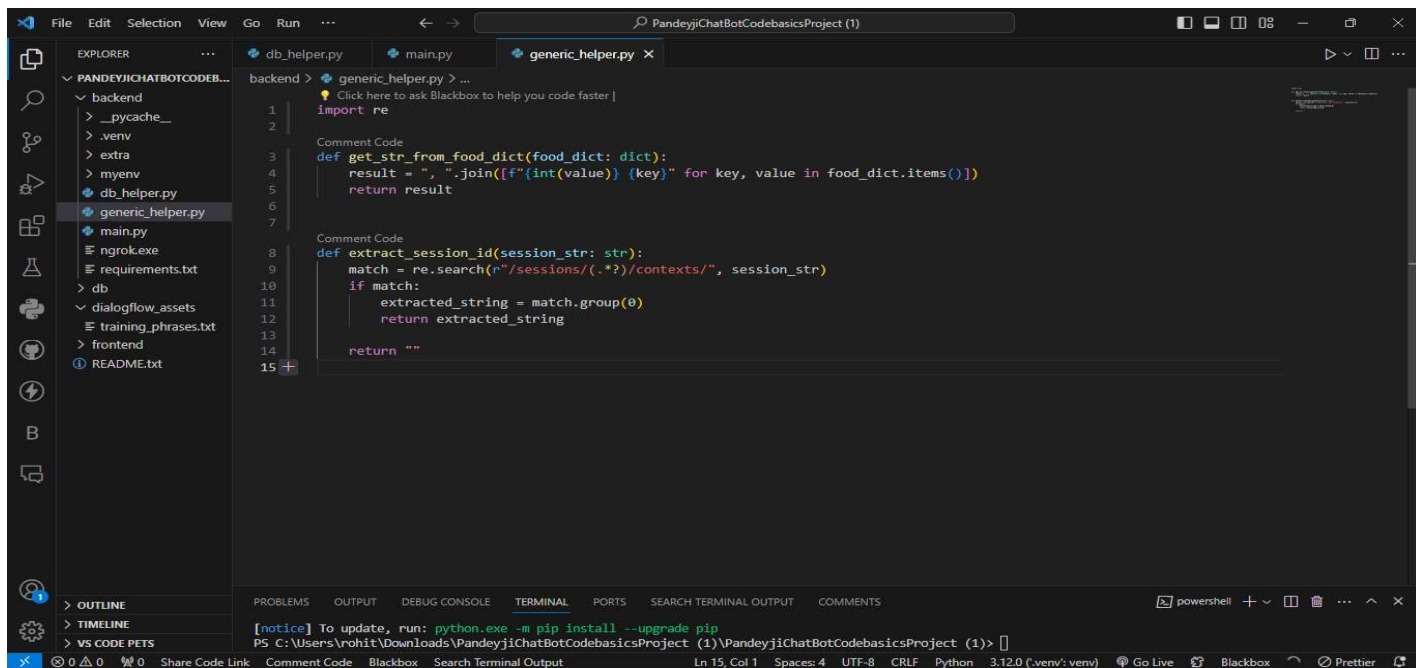 File Edit Selection View Go Run ··· PandeyjiChatBotCodebasicsProject (1)
EXPLORER ···
PANDEYJICHATBOTCODEB...
backend
__pycache__
.venv
extra
myenv
db_helper.py
generic_helper.py
main.py
ngrok.exe
requirements.txt
db
dialogflow_assets
training_phrases.txt
frontend
README.txt
OUTLINE
TIMELINE
VS CODE PETS
db_helper.py main.py generic_helper.py
backend > generic_helper.py > ...
Click here to ask Blackbox to help you code faster |
1 import re
2
Comment Code
3 def get_str_from_food_dict(food_dict: dict):
4 result = ", ".join([f"{int(value)} {key}" for key, value in food_dict.items()])
5 return result
6
7
Comment Code
8 def extract_session_id(session_str: str):
9 match = re.search(r"/sessions/(.*?)/contexts/", session_str)
10 if match:
11 extracted_string = match.group(0)
12 return extracted_string
13
14 return ""
15
PROBLEMS OUTPUT DEBUG CONSOLE TERMINAL PORTS SEARCH TERMINAL OUTPUT COMMENTS powershell
[notice] To update, run: python.exe -m pip install --upgrade pip
PS C:\Users\rohit\Downloads\PandeyjiChatBotCodebasicsProject (1)\PandeyjiChatBotCodebasicsProject (1)>
B
1
0 0 0 Share Code Link Comment Code Blackbox Search Terminal Output Ln 15, Col 1 Spaces: 4 UTF-8 CRLF Python 3.12.0 ('.venv': venv) Go Live Blackbox Prettier